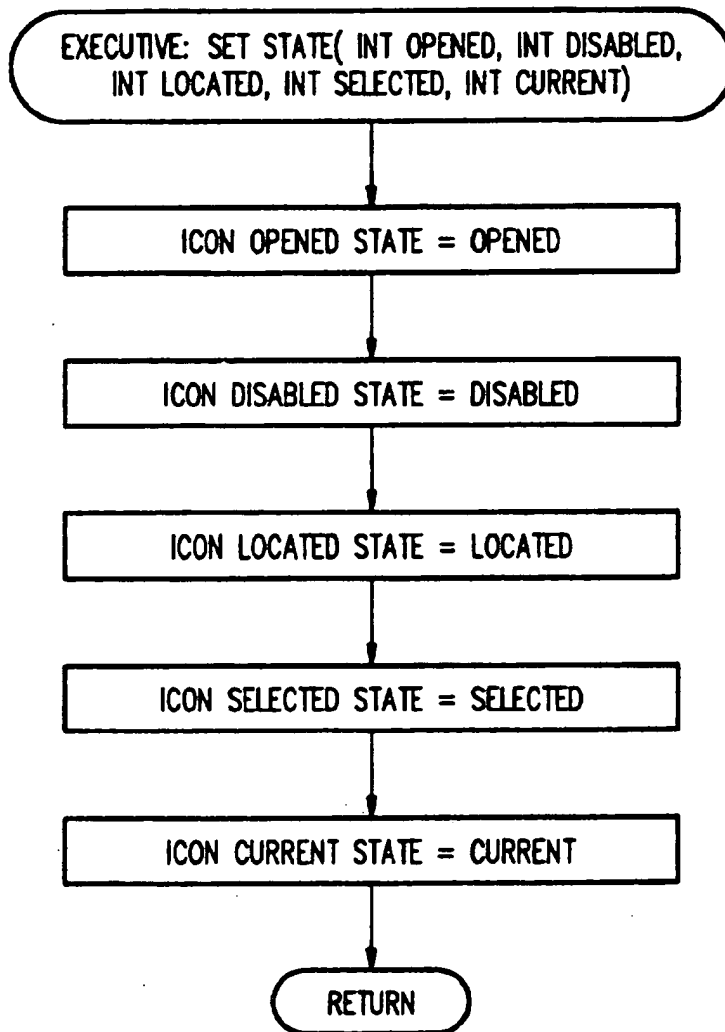 EXECUTIVE: SET STATE( INT OPENED, INT DISABLED,
INT LOCATED, INT SELECTED, INT CURRENT)
ICON OPENED STATE = OPENED
ICON DISABLED STATE = DISABLED
ICON LOCATED STATE = LOCATED
ICON SELECTED STATE = SELECTED
ICON CURRENT STATE = CURRENT
RETURN